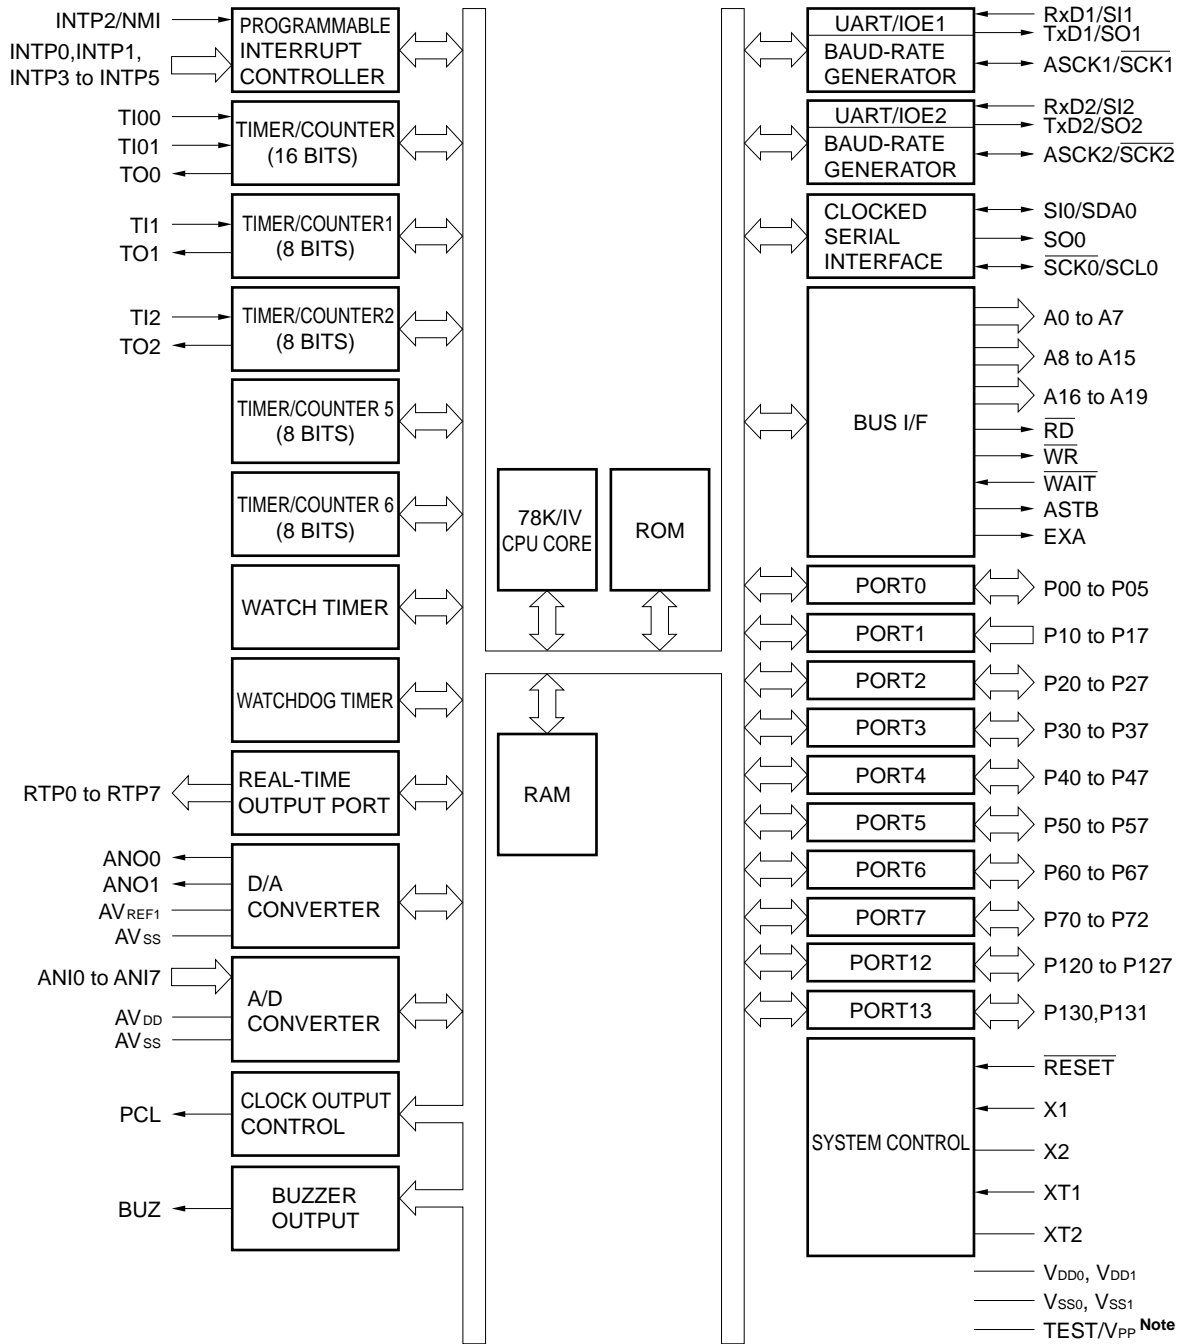 INTP2/NMI
INTP0,INTP1,
INTP3 to INTP5
PROGRAMMABLE
INTERRUPT
CONTROLLER
TI00
TI01
TO0
TIMER/COUNTER
(16 BITS)
TI1
TO1
TIMER/COUNTER1
(8 BITS)
TI2
TO2
TIMER/COUNTER2
(8 BITS)
TIMER/COUNTER 5
(8 BITS)
TIMER/COUNTER 6
(8 BITS)
WATCH TIMER
WATCHDOG TIMER
RTP0 to RTP7
REAL-TIME
OUTPUT PORT
ANO0
ANO1
AVREF1
AVSS
D/A
CONVERTER
ANI0 to ANI7
AVDD
AVSS
A/D
CONVERTER
PCL
CLOCK OUTPUT
CONTROL
BUZ
BUZZER
OUTPUT
78K/IV
CPU CORE
ROM
RAM
UART/IOE1
BAUD-RATE
GENERATOR
RxD1/SI1
TxD1/SO1
ASCK1/SCK1
UART/IOE2
BAUD-RATE
GENERATOR
RxD2/SI2
TxD2/SO2
ASCK2/SCK2
CLOCKED
SERIAL
INTERFACE
SI0/SDA0
SO0
SCK0/SCL0
BUS I/F
A0 to A7
A8 to A15
A16 to A19
RD
WR
WAIT
ASTB
EXA
PORT0
P00 to P05
PORT1
P10 to P17
PORT2
P20 to P27
PORT3
P30 to P37
PORT4
P40 to P47
PORT5
P50 to P57
PORT6
P60 to P67
PORT7
P70 to P72
PORT12
P120 to P127
PORT13
P130,P131
SYSTEM CONTROL
RESET
X1
X2
XT1
XT2
VDD0, VDD1
VSS0, VSS1
TEST/VPP Note